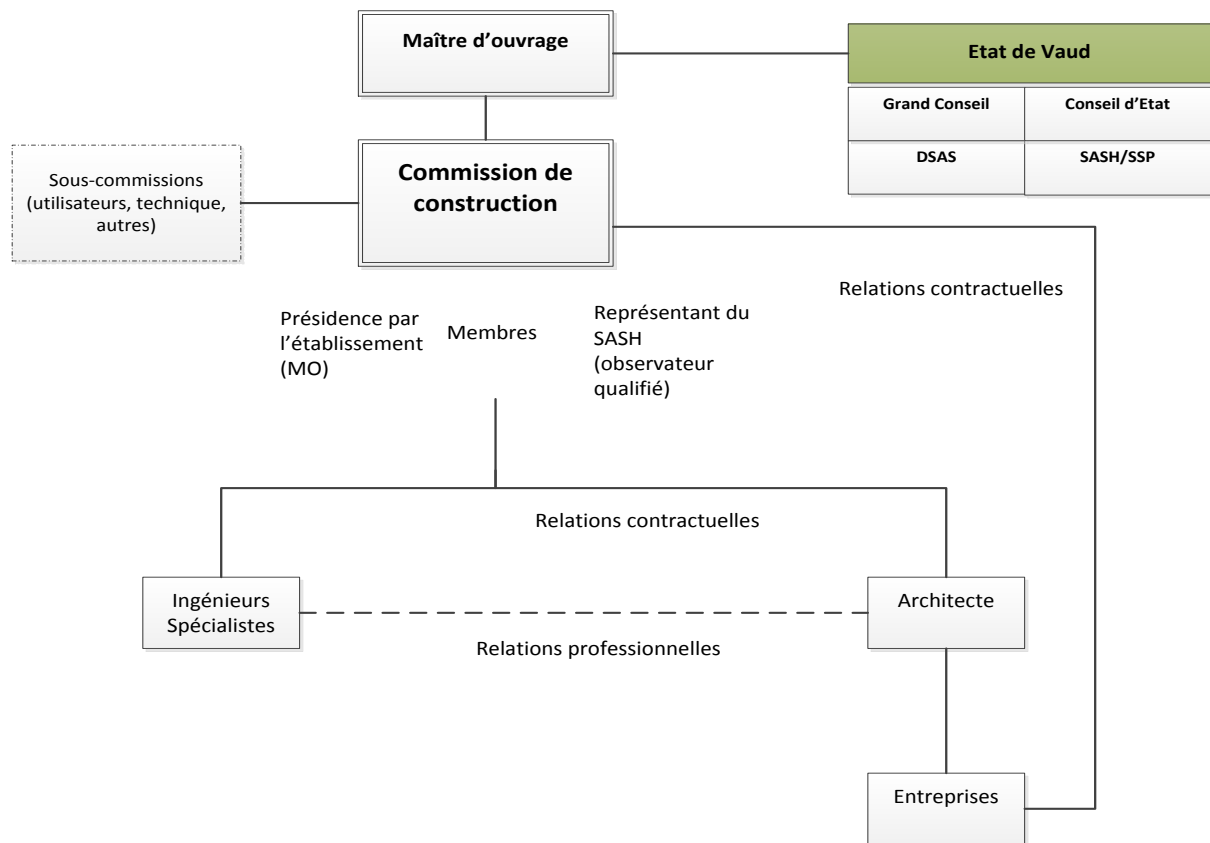 Maître d’ouvrage
Etat de Vaud
Grand Conseil
Conseil d’Etat
DSAS
SASH/SSP
Commission de
construction
Sous-commissions
(utilisateurs, technique,
autres)
Relations contractuelles
Présidence par
l’établissement
(MO)
Membres
Représentant du
SASH
(observateur
qualifié)
Relations contractuelles
Ingénieurs
Spécialistes
Architecte
Relations professionnelles
Entreprises